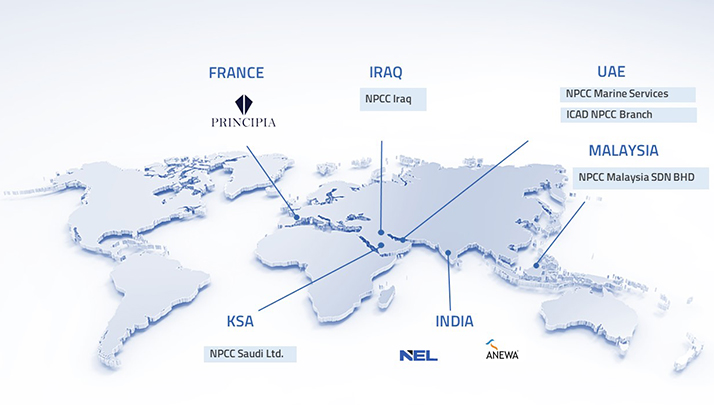 FRANCE
PRINCIPIA
IRAQ
NPCC Iraq
UAE
NPCC Marine Services
ICAD NPCC Branch
MALAYSIA
NPCC Malaysia SDN BHD
KSA
NPCC Saudi Ltd.
INDIA
NEL
ANEWA